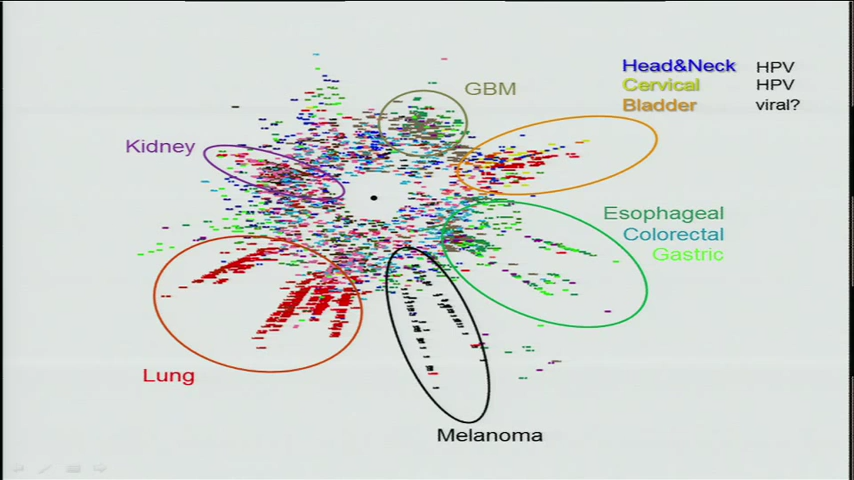 Head&Neck HPV
Cervical HPV
Bladder viral?
GBM
Kidney
Esophageal
Colorectal
Gastric
Lung
Melanoma